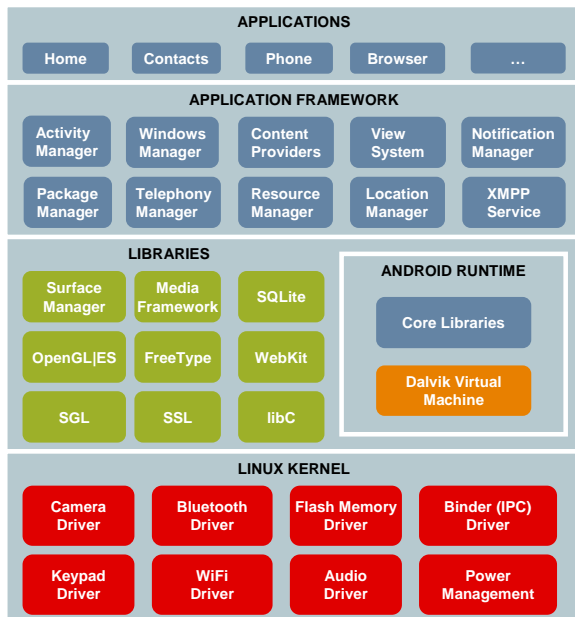 APPLICATIONS
Home
Contacts
Phone
Browser
...
APPLICATION FRAMEWORK
Activity
Manager
Windows
Manager
Content
Providers
View
System
Notification
Manager
Package
Manager
Telephony
Manager
Resource
Manager
Location
Manager
XMPP
Service
LIBRARIES
Surface
Manager
Media
Framework
SQLite
OpenGL|ES
FreeType
WebKit
SGL
SSL
libC
ANDROID RUNTIME
Core Libraries
Dalvik Virtual
Machine
LINUX KERNEL
Camera
Driver
Bluetooth
Driver
Flash Memory
Driver
Binder (IPC)
Driver
Keypad
Driver
WiFi
Driver
Audio
Driver
Power
Management